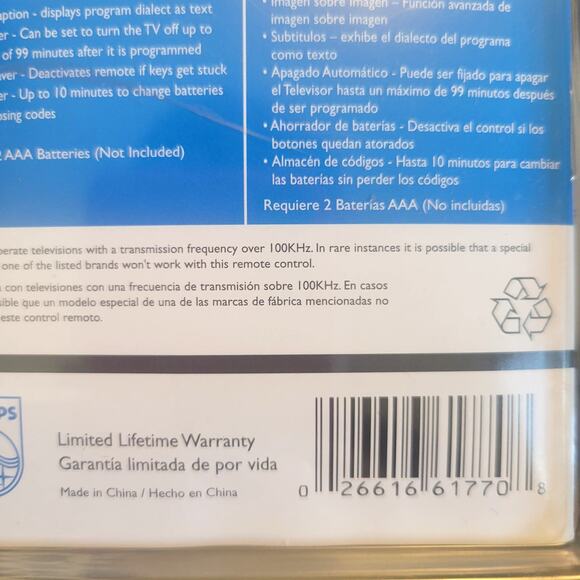 ption - displays program dialect as text
er - Can be set to turn the TV off up to
of 99 minutes after it is programmed
ver - Deactivates remote if keys get stuck
er - Up to 10 minutes to change batteries
osing codes
2 AAA Batteries (Not Included)
• Imagen sobre imagen – Función avanzada de
imagen sobre imagen
• Subtitulos – exhibe el dialecto del programa
como texto
• Apagado Automático - Puede ser fijado para apagar
el Televisor hasta un máximo de 99 minutos después
de ser programado
• Ahorrador de baterías - Desactiva el control si los
botones quedan atorados
• Almacén de códigos - Hasta 10 minutos para cambiar
las baterías sin perder los códigos
Requiere 2 Baterías AAA (No incluidas)
perate televisions with a transmission frequency over 100KHz. In rare instances it is possible that a special
one of the listed brands won't work with this remote control.
con televisiones con una frecuencia de transmisión sobre 100KHz. En casos
sible que un modelo especial de una de las marcas de fábrica mencionadas no
este control remoto.
PS
Limited Lifetime Warranty
Garantía limitada de por vida
Made in China / Hecho en China
0 26616 61770 8